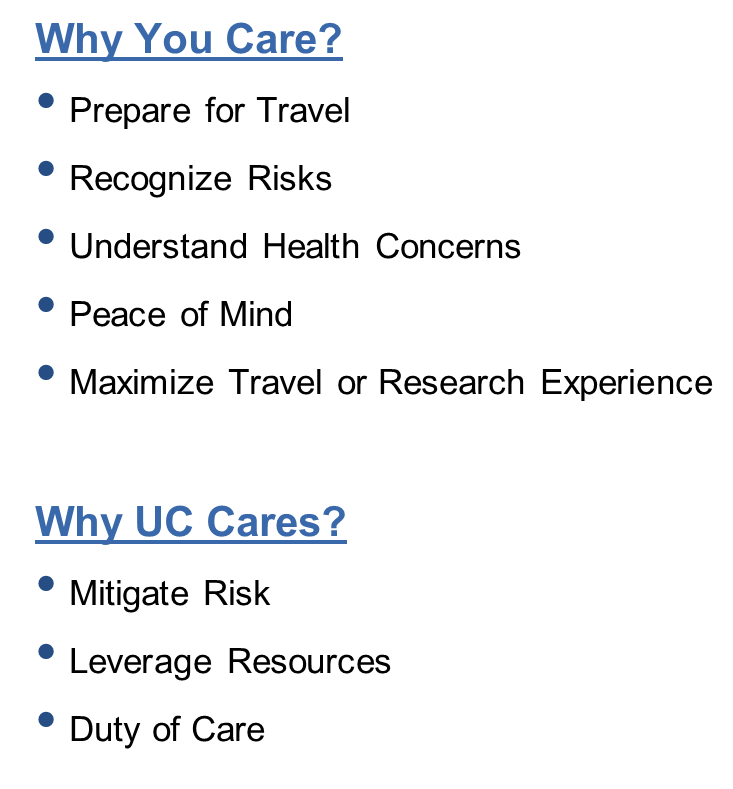 Why You Care?
• Prepare for Travel
• Recognize Risks
• Understand Health Concerns
• Peace of Mind
• Maximize Travel or Research Experience
Why UC Cares?
• Mitigate Risk
• Leverage Resources
• Duty of Care